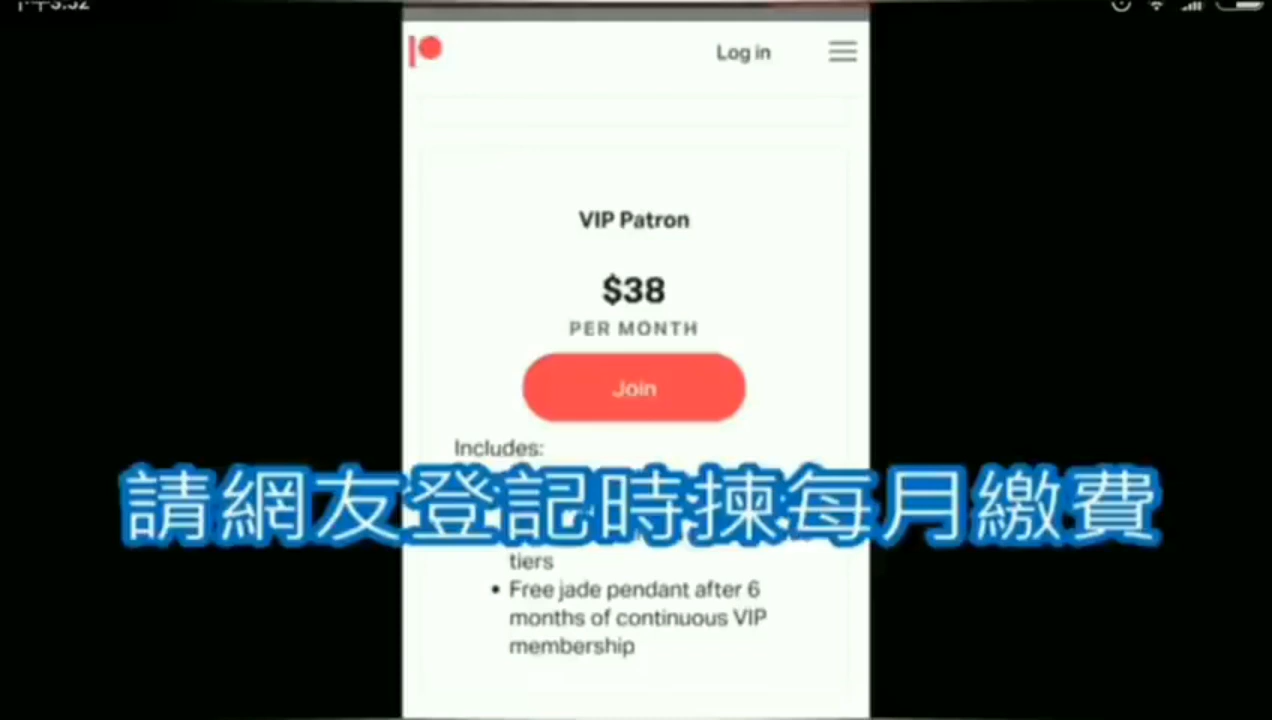 Log in
VIP Patron
$38
PER MONTH
Join
Includes:
請網友登記時揀每月繳費
tiers
• Free jade pendant after 6
months of continuous VIP
membership